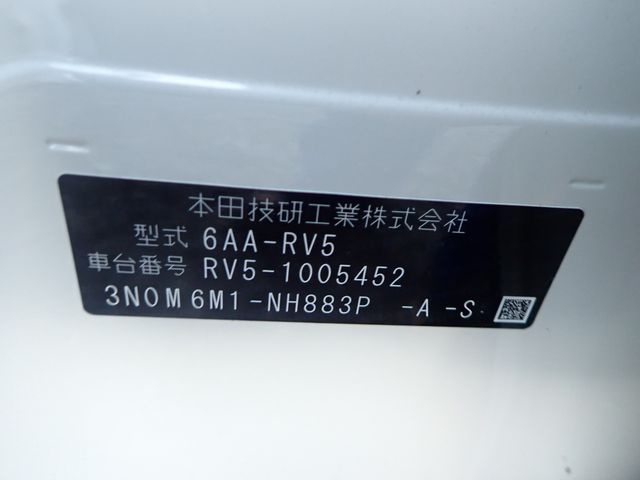 本田技研工業株式会社
型式 6AA-RV5
車台番号 RV5-1005452
3N0M6M1-NH883P -A -S